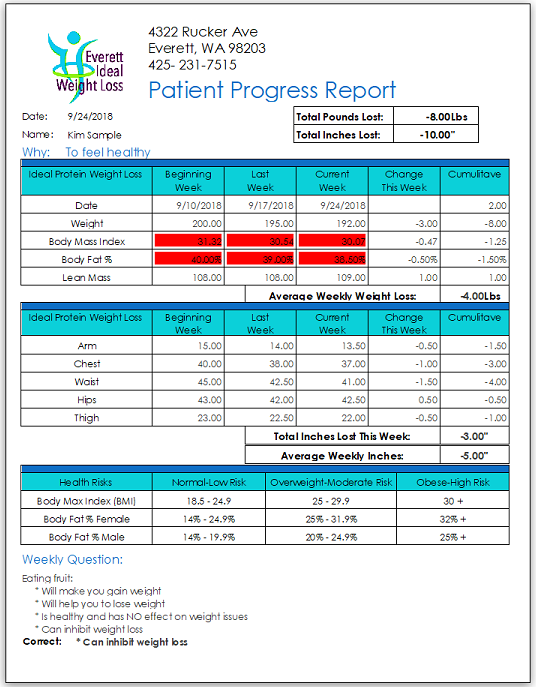 4322 Rucker Ave
Everett, WA 98203
425- 231-7515
Everett
Ideal
Weight Loss
Patient Progress Report
Date: 9/24/2018
Total Pounds Lost: -8.00Lbs
Name: Kim Sample
Total Inches Lost: -10.00"
Why: To feel healthy
Ideal Protein Weight Loss Beginning Week Last Week Current Week Change This Week Cumulitave
Date 9/10/2018 9/17/2018 9/24/2018 2.00
Weight 200.00 195.00 192.00 -3.00 -8.00
Body Mass Index 31.32 30.54 30.07 -0.47 -1.25
Body Fat % 40.00% 39.00% 38.50% -0.50% -1.50%
Lean Mass 108.00 108.00 109.00 1.00 1.00
Average Weekly Weight Loss: -4.00Lbs
Ideal Protein Weight Loss Beginning Week Last Week Current Week Change This Week Cumulitave
Arm 15.00 14.00 13.50 -0.50 -1.50
Chest 40.00 38.00 37.00 -1.00 -3.00
Waist 45.00 42.50 41.00 -1.50 -4.00
Hips 43.00 42.00 42.50 0.50 -0.50
Thigh 23.00 22.50 22.00 -0.50 -1.00
Total Inches Lost This Week: -3.00"
Average Weekly Inches: -5.00"
Health Risks Normal-Low Risk Overweight-Moderate Risk Obese-High Risk
Body Max Index (BMI) 18.5 - 24.9 25 - 29.9 30 +
Body Fat % Female 14% - 24.9% 25% - 31.9% 32% +
Body Fat % Male 14% - 19.9% 20% - 24.9% 25% +
Weekly Question:
Eating fruit:
* Will make you gain weight
* Will help you to lose weight
* Is healthy and has NO effect on weight issues
* Can inhibit weight loss
Correct: * Can inhibit weight loss